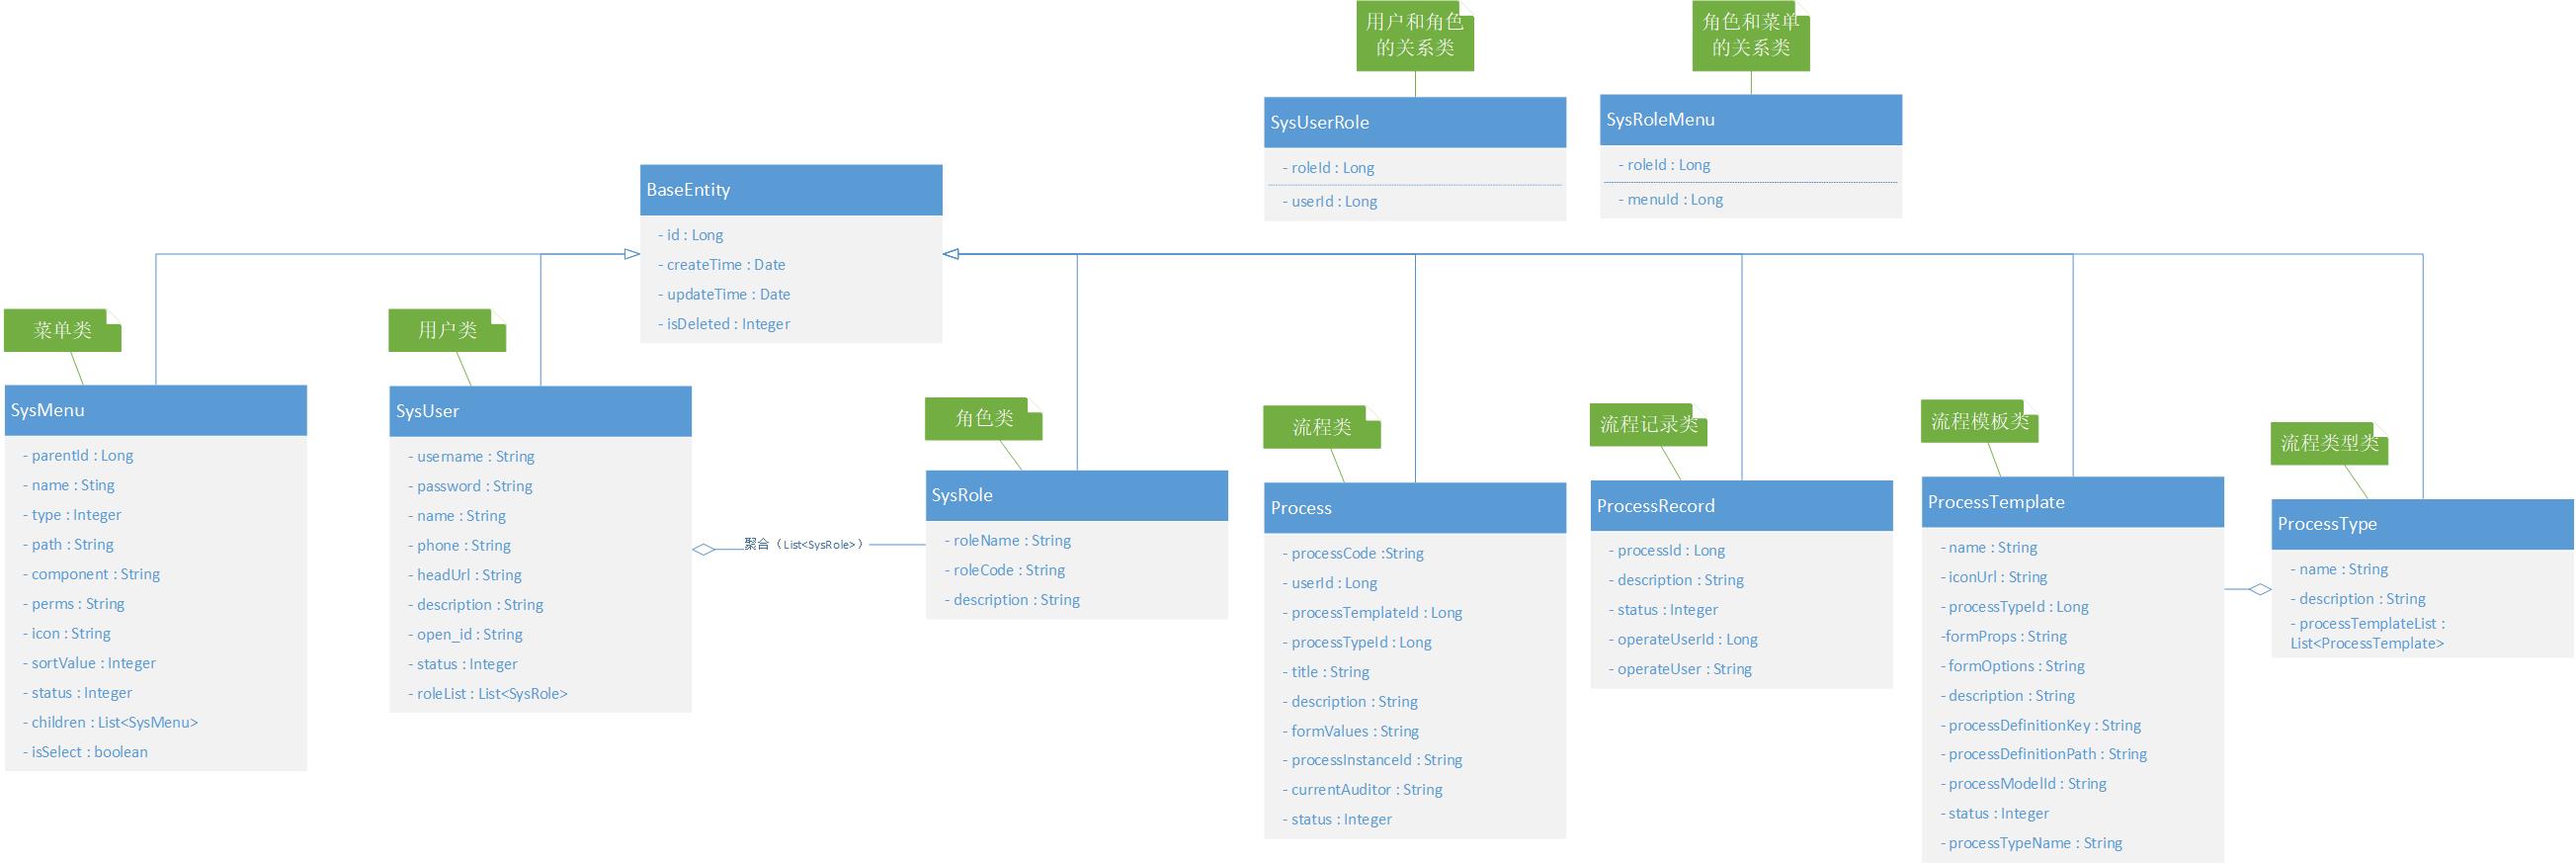 用户和角色
的关系类
角色和菜单
的关系类
SysUserRole
- roleId : Long
- userId : Long
SysRoleMenu
- roleId : Long
- menuId : Long
BaseEntity
- id : Long
- createTime : Date
- updateTime : Date
- isDeleted : Integer
菜单类
SysMenu
- parentId : Long
- name : Sting
- type : Integer
- path : String
- component : String
- perms : String
- icon : String
- sortValue : Integer
- status : Integer
- children : List<SysMenu>
- isSelect : boolean
用户类
SysUser
- username : String
- password : String
- name : String
- phone : String
- headUrl : String
- description : String
- open_id : String
- status : Integer
- roleList : List<SysRole>
聚合（List<SysRole>）
角色类
SysRole
- roleName : String
- roleCode : String
- description : String
流程类
Process
- processCode :String
- userId : Long
- processTemplateId : Long
- processTypeId : Long
- title : String
- description : String
- formValues : String
- processInstanceId : String
- currentAuditor : String
- status : Integer
流程记录类
ProcessRecord
- processId : Long
- description : String
- status : Integer
- operateUserId : Long
- operateUser : String
流程模板类
ProcessTemplate
- name : String
- iconUrl : String
- processTypeId : Long
-formProps : String
- formOptions : String
- description : String
- processDefinitionKey : String
- processDefinitionPath : String
- processModelId : String
- status : Integer
- processTypeName : String
流程类型类
ProcessType
- name : String
- description : String
- processTemplateList :
List<ProcessTemplate>